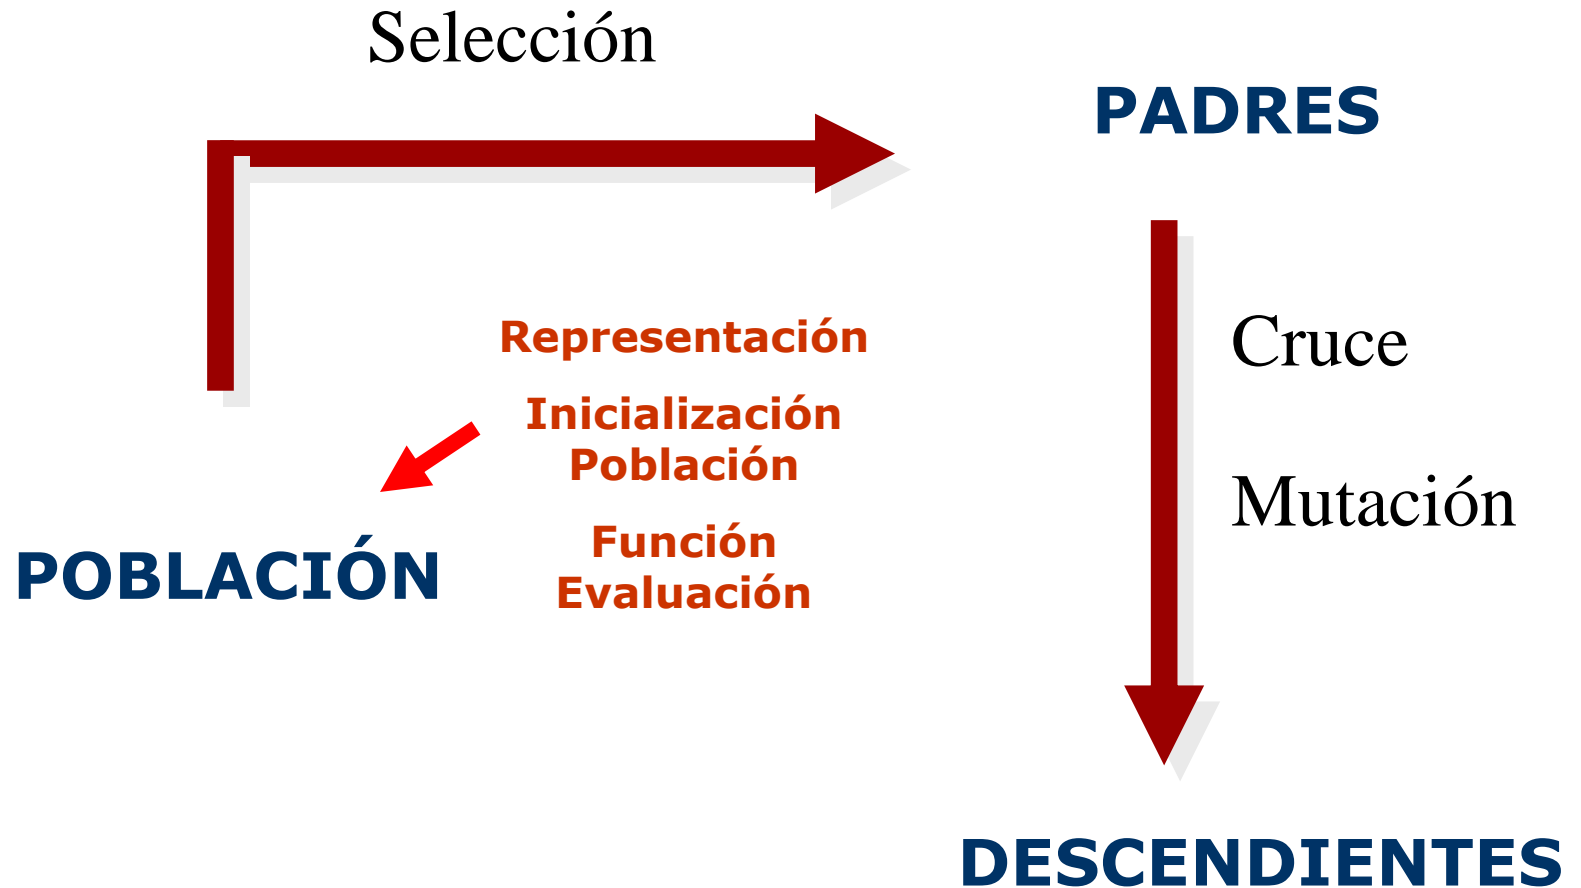 Selección
PADRES
Representación
Cruce
Inicialización
Población
Mutación
Función
POBLACIÓN
Evaluación
DESCENDIENTES